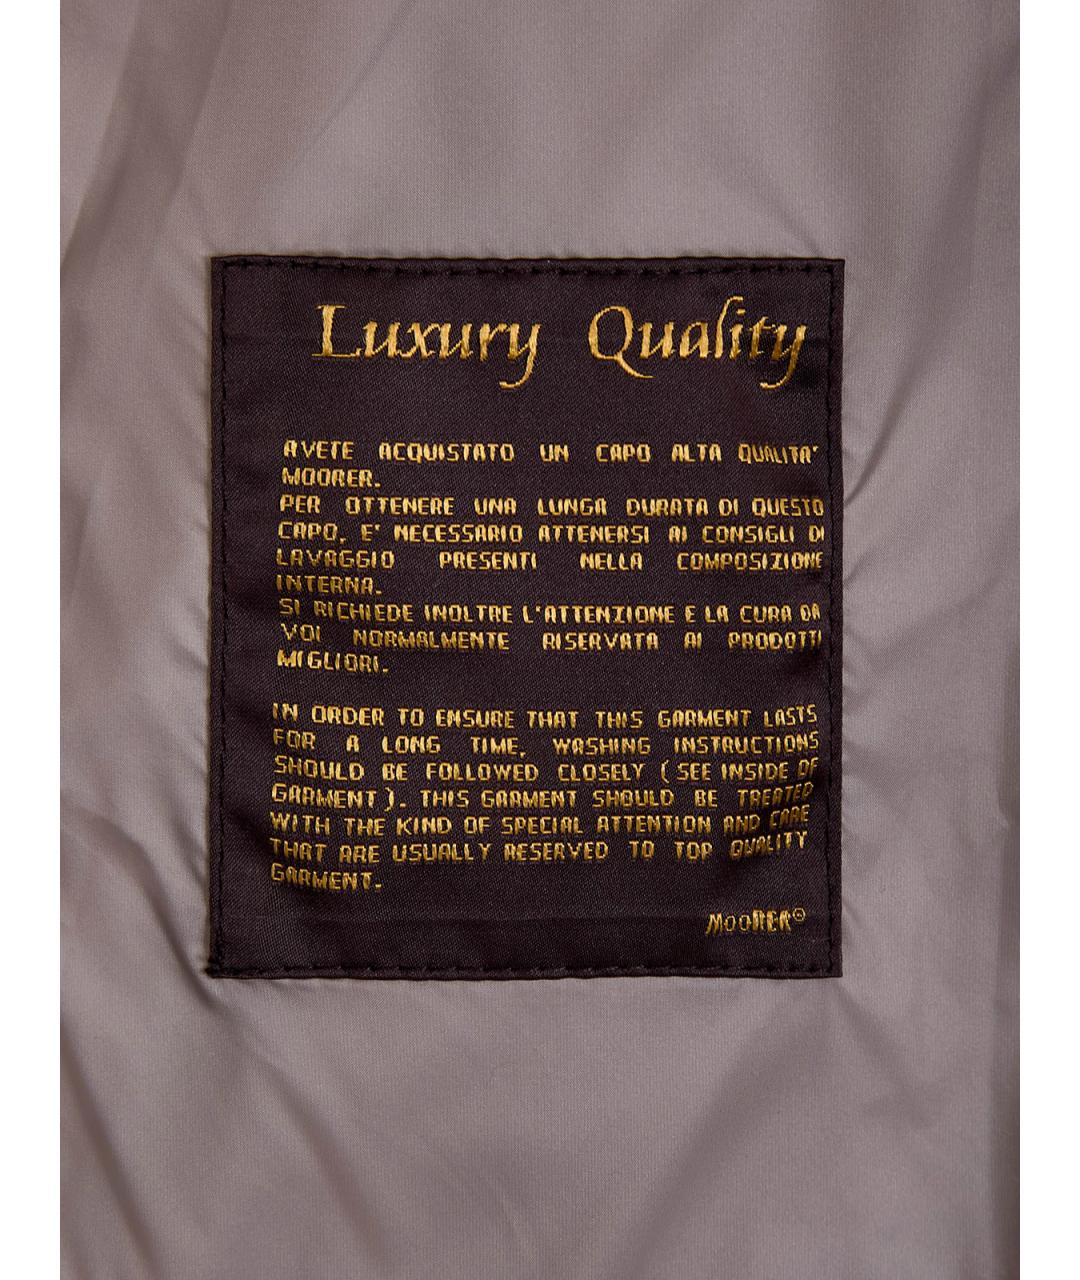 Luxury Quality
AVETE ACQUISTATO UN CAPO ALTA QUALITA'
MOORER.
PER OTTENERE UNA LUNGA DURATA DI QUESTO
CAPO, E' NECESSARIO ATTENERSI AI CONSIGLI DI
LAVAGGIO PRESENTI NELLA COMPOSIZIONE
INTERNA.
SI RICHIEDE INOLTRE L'ATTENZIONE E LA CURA DA
VOI NORMALMENTE RISERVATA AI PRODOTTI
MIGLIORI.
IN ORDER TO ENSURE THAT THIS GARMENT LASTS
FOR A LONG TIME, WASHING INSTRUCTIONS
SHOULD BE FOLLOWED CLOSELY ( SEE INSIDE OF
GARMENT ). THIS GARMENT SHOULD BE TREATED
WITH THE KIND OF SPECIAL ATTENTION AND CARE
THAT ARE USUALLY RESERVED TO TOP QUALITY
GARMENT.
MOORER®